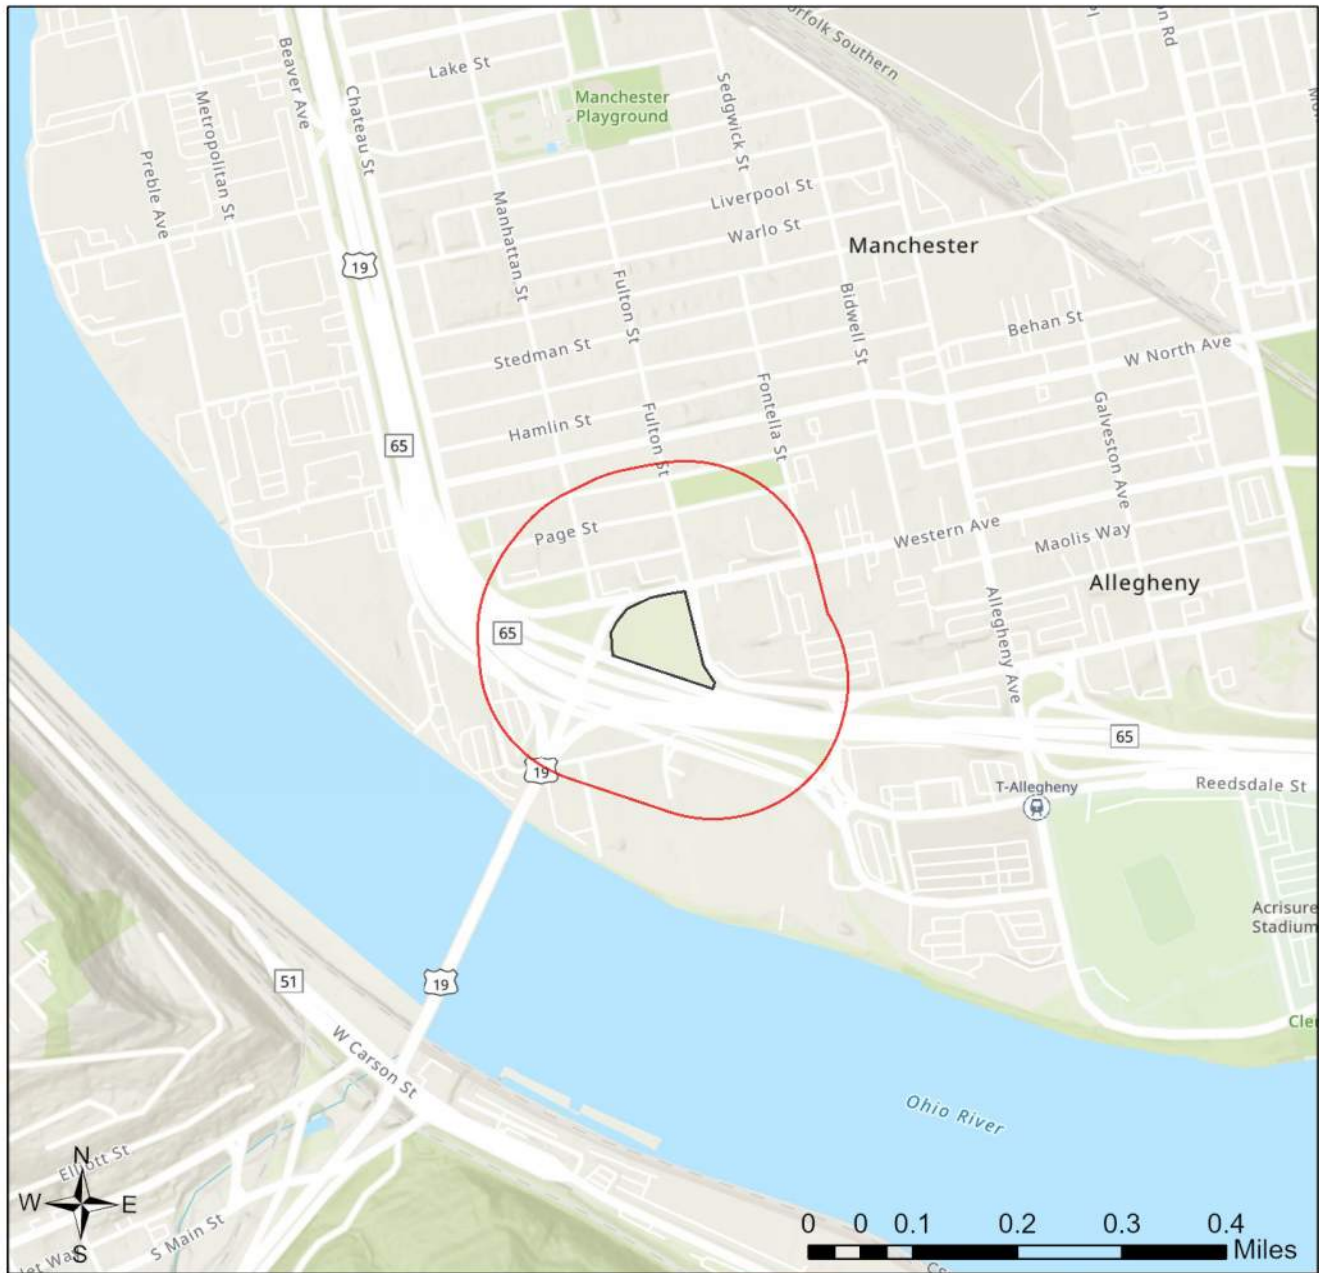 Norfolk Southern
Lake St
Beaver Ave
Chateau St
Metropolitan St
Preble Ave
Manchester
Playground
Sedgwick St
Liverpool St
Warlo St
Manhattan St
Manchester
19
Fulton St
Bidwell St
Behan St
W North Ave
Stedman St
Fontella St
Galveston Ave
Hamlin St
Fulton St
65
Page St
Western Ave
Maolis Way
Allegheny
Allegheny Ave
65
65
19
T-Allegheny
Reedsdale St
Acrisure
Stadium
19
51
W Carson St
Ohio River
Elliott St
S Main St
N
W
E
S
0
0
0.1
0.2
0.3
0.4
Miles